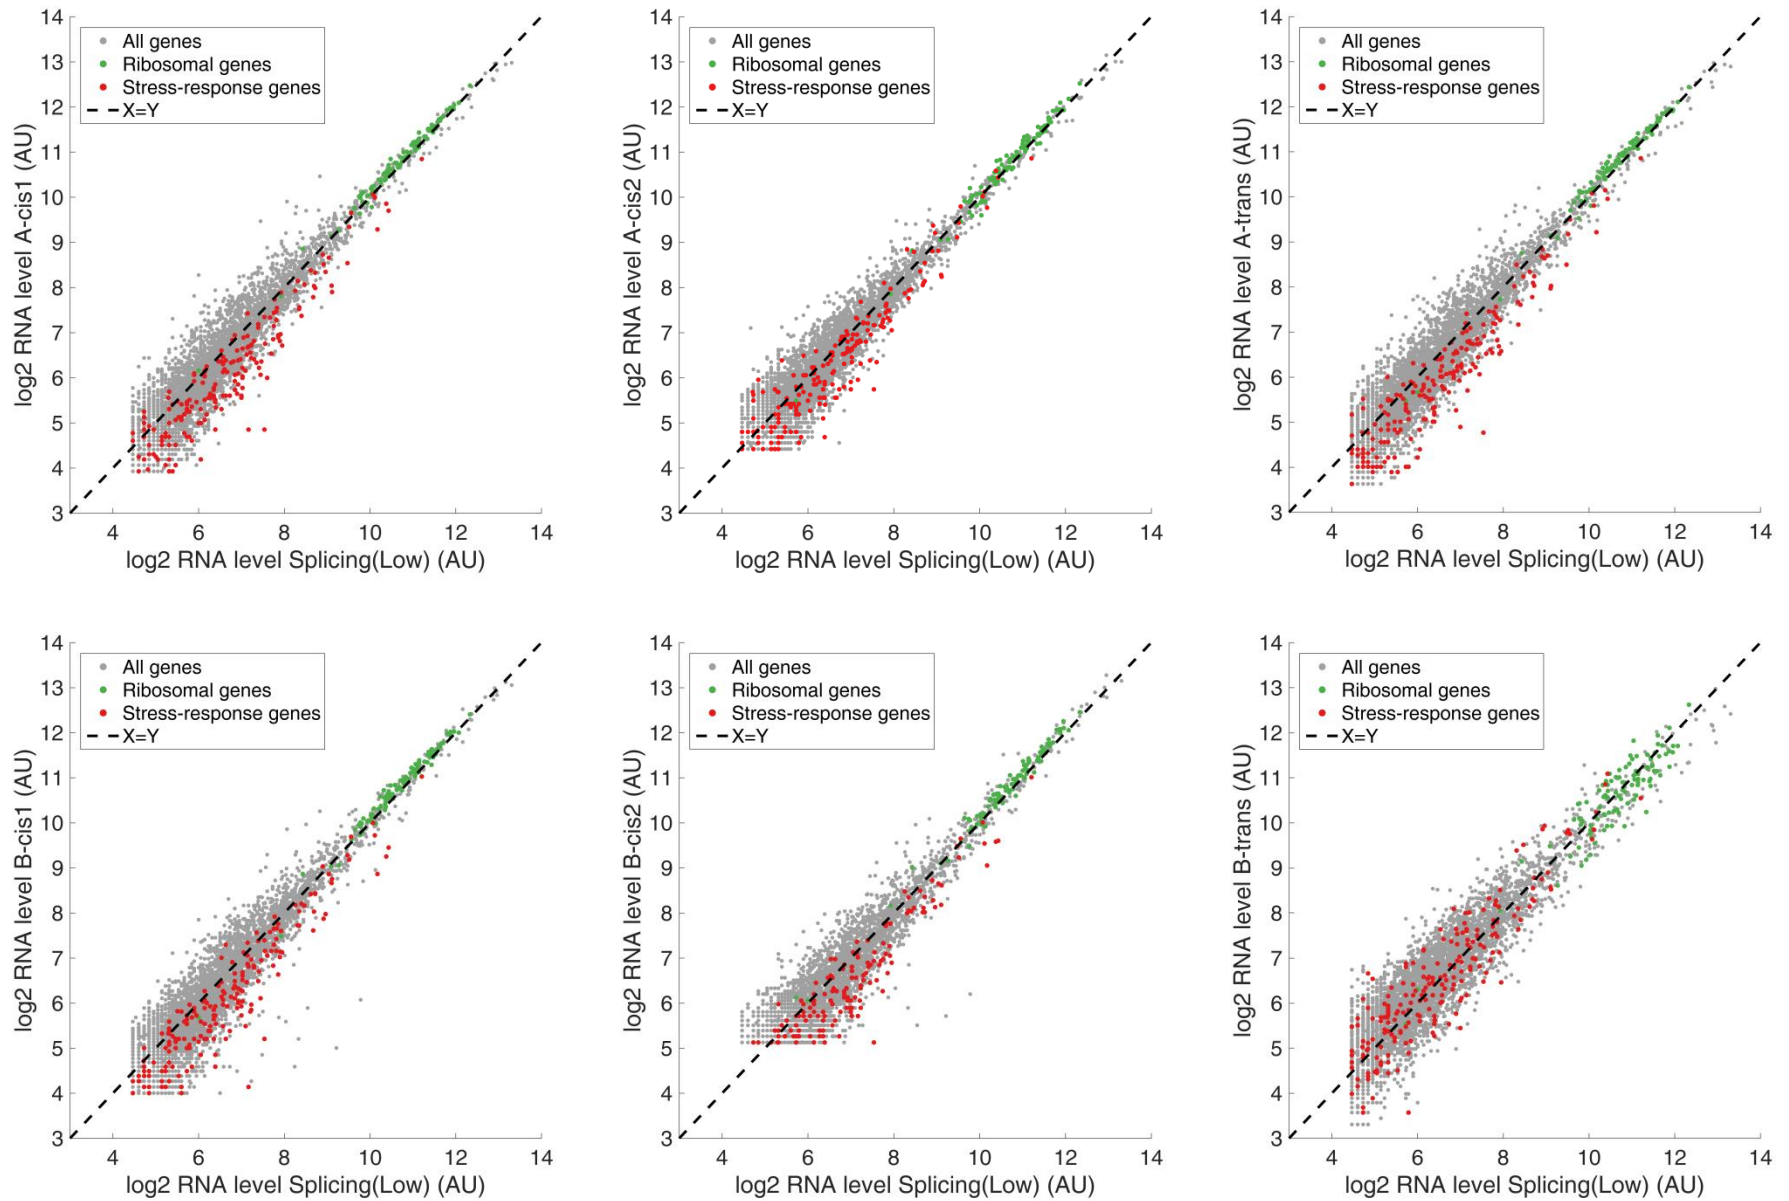 log2 RNA level A-cis1 (AU)
14
13
12
11
10
9
8
7
6
5
4
3
All genes
Ribosomal genes
Stress-response genes
X=Y
4 6 8 10 12 14
log2 RNA level Splicing(Low) (AU)
log2 RNA level A-cis2 (AU)
14
13
12
11
10
9
8
7
6
5
4
3
All genes
Ribosomal genes
Stress-response genes
X=Y
4 6 8 10 12 14
log2 RNA level Splicing(Low) (AU)
log2 RNA level A-trans (AU)
14
13
12
11
10
9
8
7
6
5
4
3
All genes
Ribosomal genes
Stress-response genes
X=Y
4 6 8 10 12 14
log2 RNA level Splicing(Low) (AU)
log2 RNA level B-cis1 (AU)
14
13
12
11
10
9
8
7
6
5
4
3
All genes
Ribosomal genes
Stress-response genes
X=Y
4 6 8 10 12 14
log2 RNA level Splicing(Low) (AU)
log2 RNA level B-cis2 (AU)
14
13
12
11
10
9
8
7
6
5
4
3
All genes
Ribosomal genes
Stress-response genes
X=Y
4 6 8 10 12 14
log2 RNA level Splicing(Low) (AU)
log2 RNA level B-trans (AU)
14
13
12
11
10
9
8
7
6
5
4
3
All genes
Ribosomal genes
Stress-response genes
X=Y
4 6 8 10 12 14
log2 RNA level Splicing(Low) (AU)